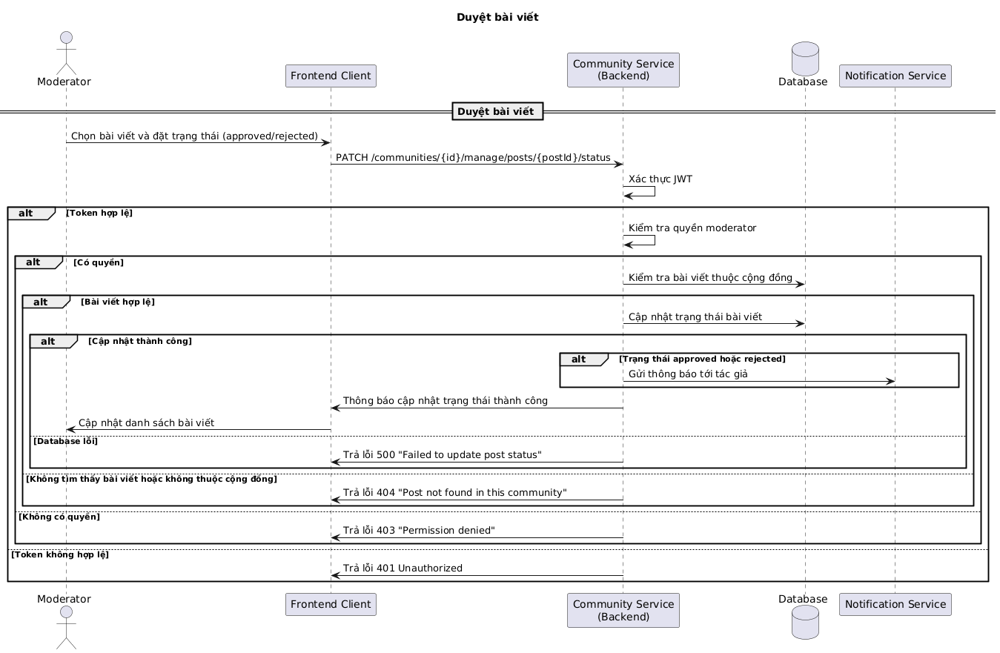 Duyệt bài viết
Moderator
Frontend Client
Community Service
(Backend)
Database
Notification Service
Duyệt bài viết
Chọn bài viết và đặt trạng thái (approved/rejected)
PATCH /communities/{id}/manage/posts/{postId}/status
Xác thực JWT
alt [Token hợp lệ]
Kiểm tra quyền moderator
alt [Có quyền]
Kiểm tra bài viết thuộc cộng đồng
alt [Bài viết hợp lệ]
Cập nhật trạng thái bài viết
alt [Cập nhật thành công]
alt [Trạng thái approved hoặc rejected]
Gửi thông báo tới tác giả
Thông báo cập nhật trạng thái thành công
Cập nhật danh sách bài viết
[Database lỗi]
Trả lỗi 500 "Failed to update post status"
[Không tìm thấy bài viết hoặc không thuộc cộng đồng]
Trả lỗi 404 "Post not found in this community"
[Không có quyền]
Trả lỗi 403 "Permission denied"
[Token không hợp lệ]
Trả lỗi 401 Unauthorized
Moderator
Frontend Client
Community Service
(Backend)
Database
Notification Service